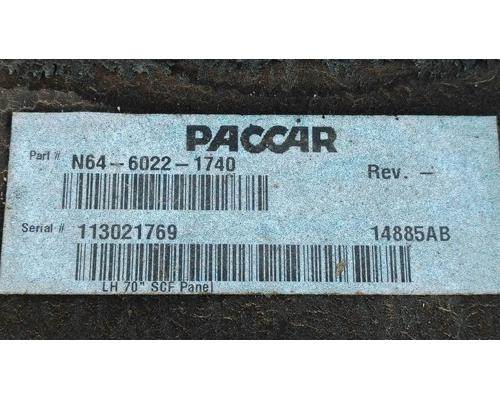 PACCAR
Part # N64-6022-1740 Rev. -
Serial # 113021769 14885AB
LH 70" SCF Panel